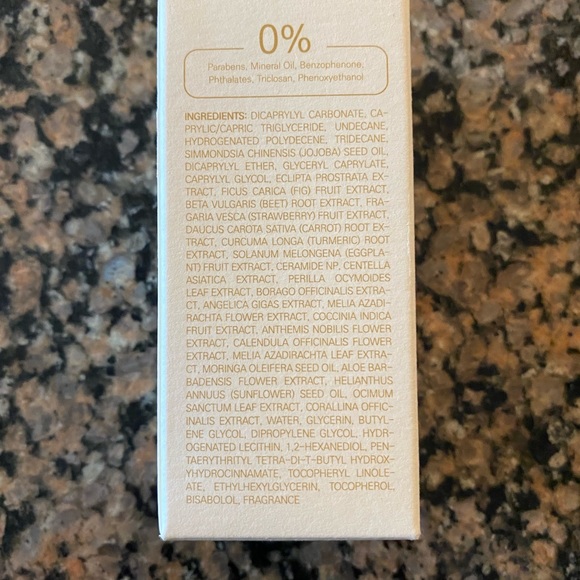 0%
Parabens, Mineral Oil, Benzophenone,
Phthalates, Triclosan, Phenoxyethanol
INGREDIENTS: DICAPRYLYL CARBONATE, CA-
PRYLIC/CAPRIC TRIGLYCERIDE, UNDECANE,
HYDROGENATED POLYDECENE, TRIDECANE,
SIMMONDSIA CHINENSIS (JOJOBA) SEED OIL,
DICAPRYLYL ETHER, GLYCERYL CAPRYLATE,
CAPRYLYL GLYCOL, ECLIPTA PROSTRATA EX-
TRACT, FICUS CARICA (FIG) FRUIT EXTRACT,
BETA VULGARIS (BEET) ROOT EXTRACT, FRA-
GARIA VESCA (STRAWBERRY) FRUIT EXTRACT,
DAUCUS CAROTA SATIVA (CARROT) ROOT EX-
TRACT, CURCUMA LONGA (TURMERIC) ROOT
EXTRACT, SOLANUM MELONGENA (EGGPLA-
NT) FRUIT EXTRACT, CERAMIDE NP, CENTELLA
ASIATICA EXTRACT, PERILLA OCYMOIDES
LEAF EXTRACT, BORAGO OFFICINALIS EXTRA-
CT, ANGELICA GIGAS EXTRACT, MELIA AZADI-
RACHTA FLOWER EXTRACT, COCCINIA INDICA
FRUIT EXTRACT, ANTHEMIS NOBILIS FLOWER
EXTRACT, CALENDULA OFFICINALIS FLOWER
EXTRACT, MELIA AZADIRACHTA LEAF EXTRA-
CT, MORINGA OLEIFERA SEED OIL, ALOE BAR-
BADENSIS FLOWER EXTRACT, HELIANTHUS
ANNUUS (SUNFLOWER) SEED OIL, OCIMUM
SANCTUM LEAF EXTRACT, CORALLINA OFFIC-
INALIS EXTRACT, WATER, GLYCERIN, BUTYL-
ENE GLYCOL, DIPROPYLENE GLYCOL, HYDR-
OGENATED LECITHIN, 1,2-HEXANEDIOL, PEN-
TAERYTHRITYL TETRA-DI-T-BUTYL HYDROX-
YHYDROCINNAMATE, TOCOPHERYL LINOLE-
ATE, ETHYLHEXYLGLYCERIN, TOCOPHEROL,
BISABOLOL, FRAGRANCE